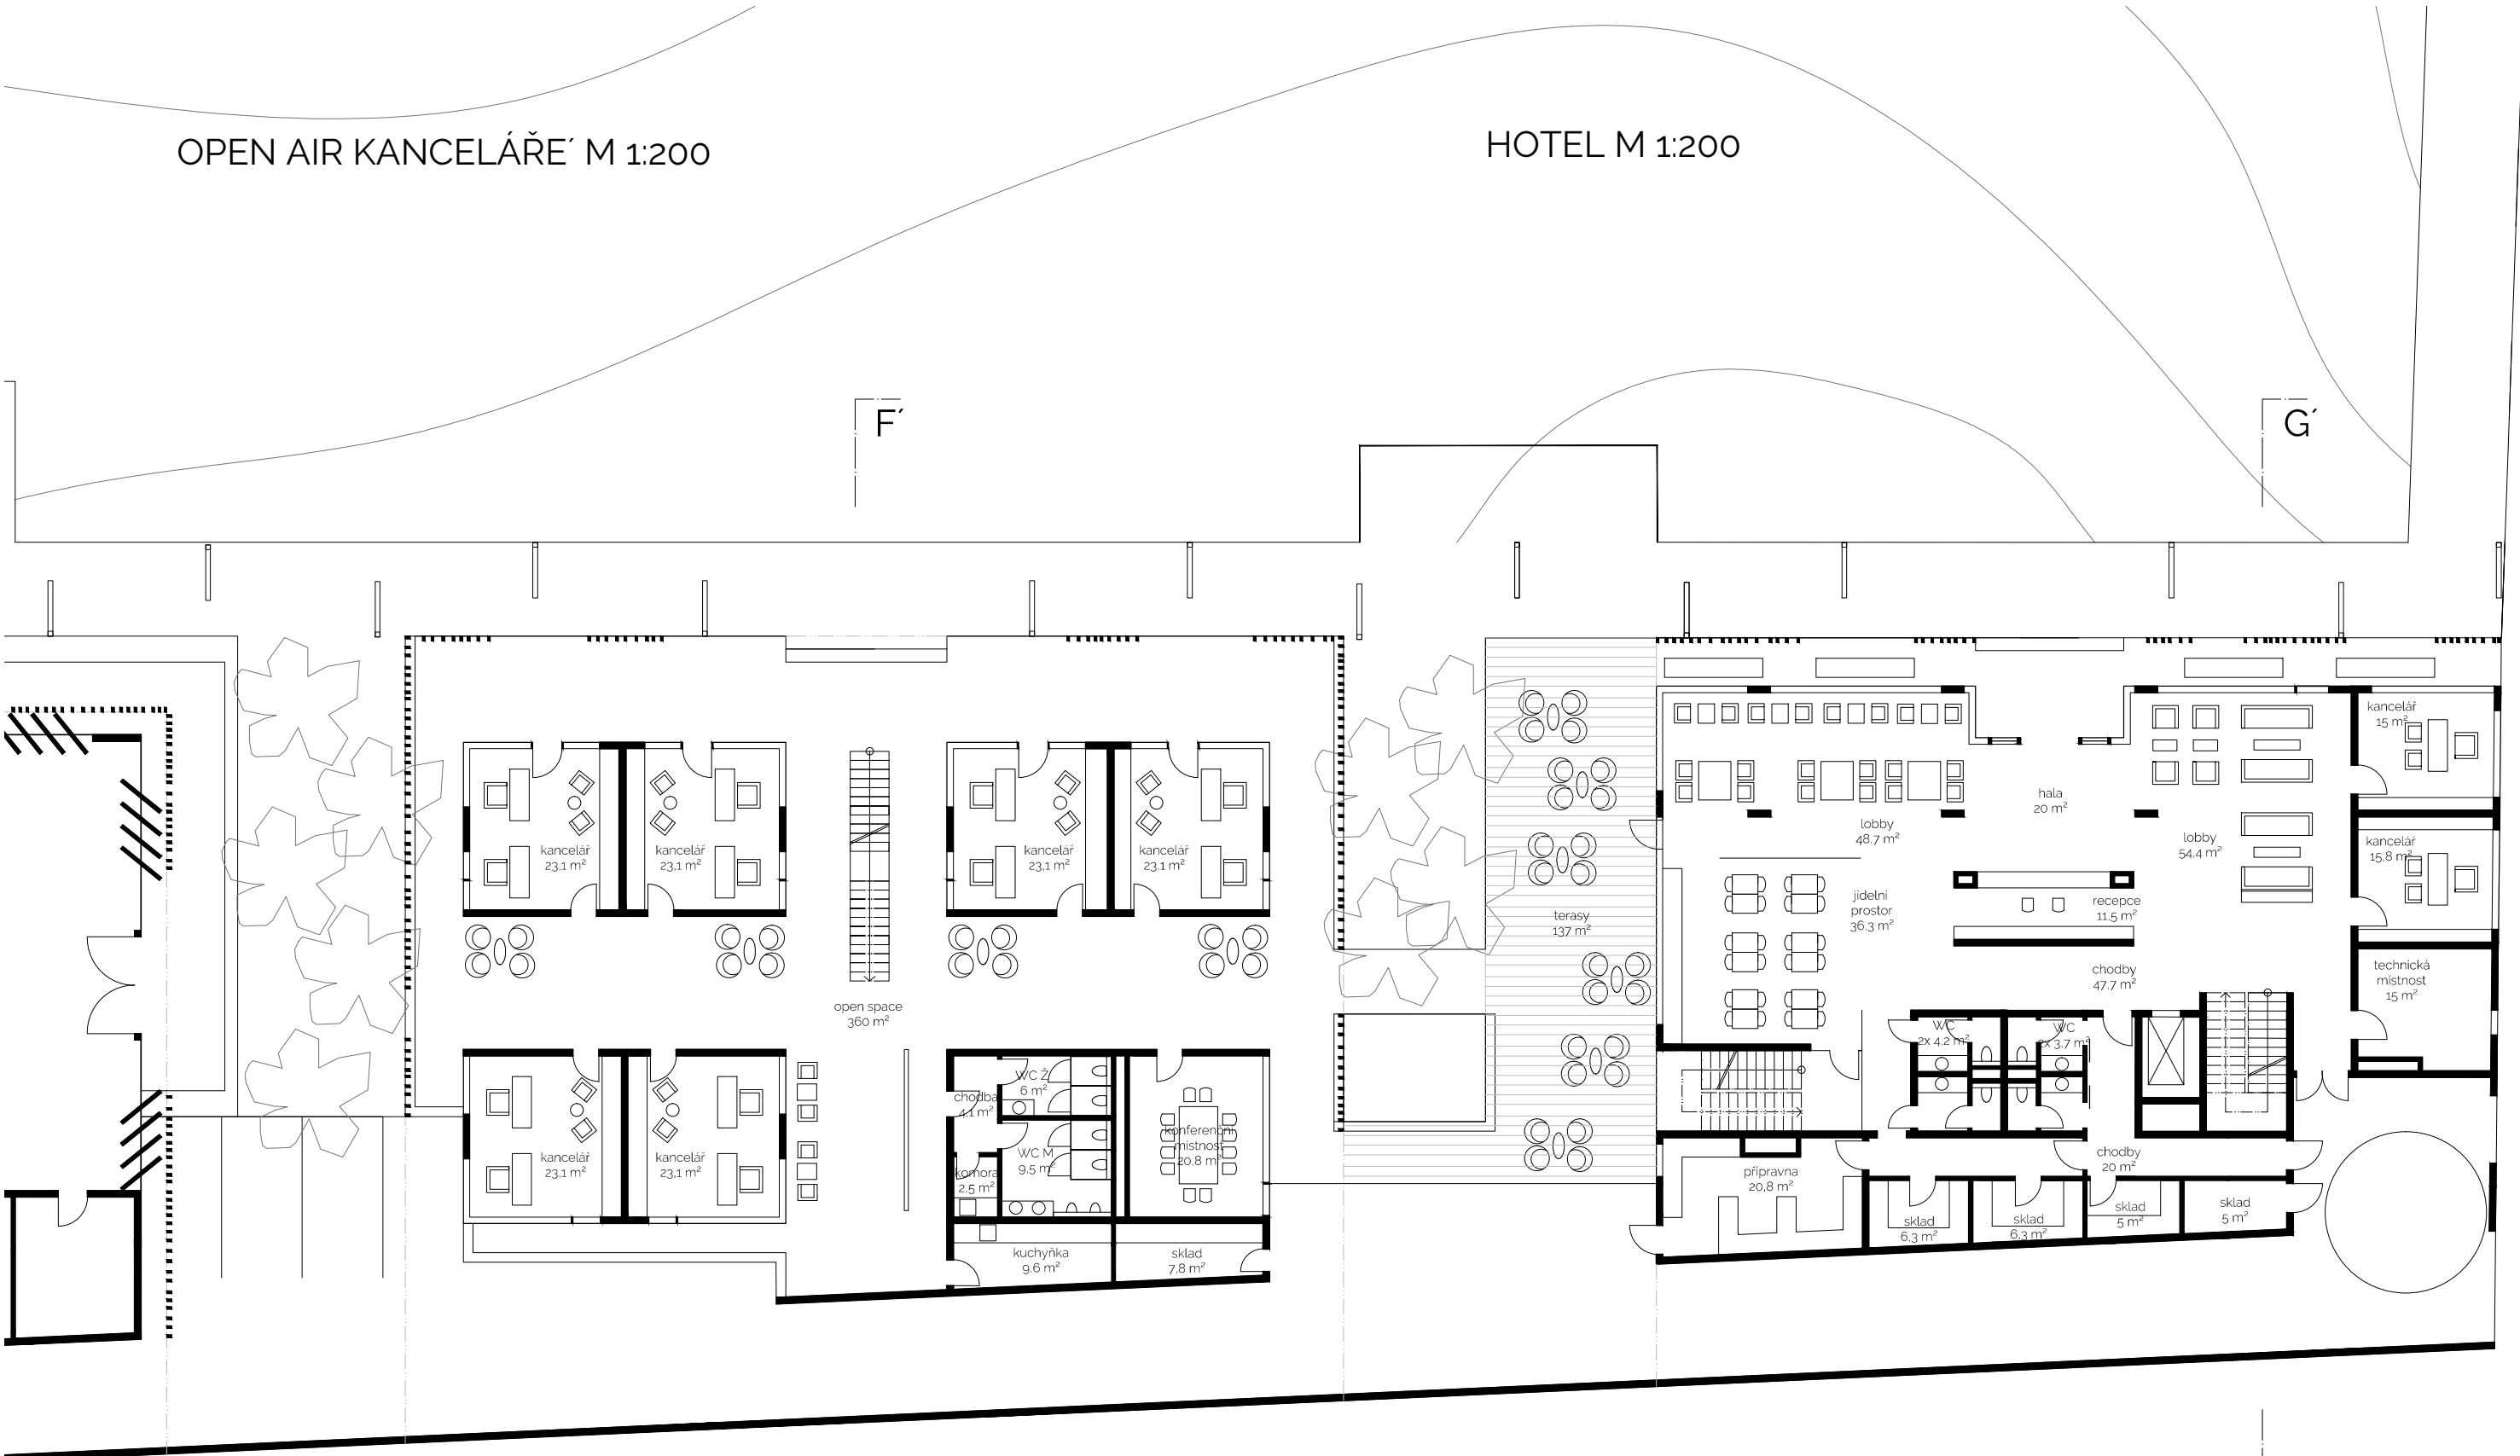 OPEN AIR KANCELÁŘE´ M 1:200
HOTEL M 1:200
F´
G´
kancelář
23,1 m²
kancelář
23,1 m²
kancelář
23,1 m²
kancelář
23,1 m²
open space
360 m²
kancelář
23,1 m²
kancelář
23,1 m²
WC Ž
6 m²
chodba
4.1 m²
WC M
9.5 m²
komora
2.5 m²
konferenční
místnost
20.8 m²
kuchyňka
9.6 m²
sklad
7.8 m²
terasy
137 m²
lobby
48.7 m²
hala
20 m²
lobby
54.4 m²
kancelář
15 m²
kancelář
15.8 m²
jídelní
prostor
36.3 m²
recepce
11.5 m²
chodby
47.7 m²
technická
místnost
15 m²
WC
2x 4.2 m²
WC
2x 3.7 m²
chodby
20 m²
přípravna
20,8 m²
sklad
6.3 m²
sklad
6.3 m²
sklad
5 m²
sklad
5 m²